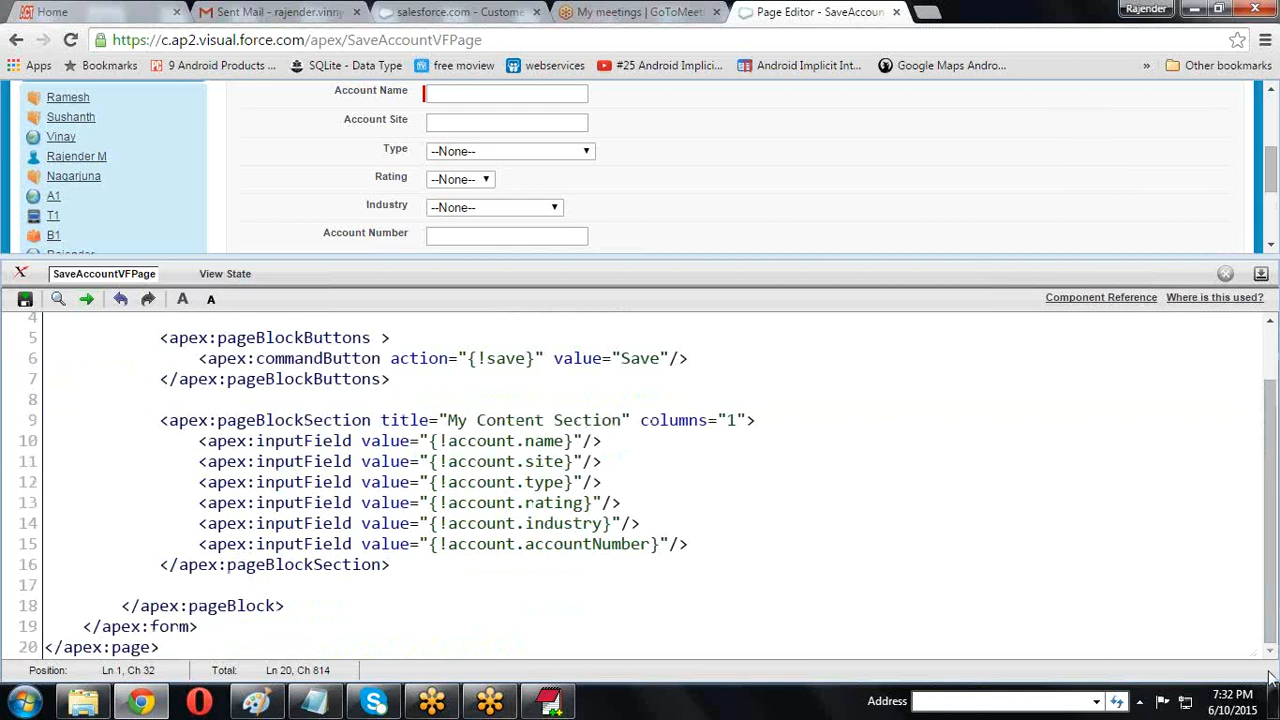 Home
Sent Mail - rajender.vinny
salesforce.com - Custome
My meetings | GoToMeeti
Page Editor - SaveAccoun
Rajender
https://c.ap2.visual.force.com/apex/SaveAccountVFPage
Apps
Bookmarks
9 Android Products ...
SQLite - Data Type
free moview
webservices
#25 Android Implici...
Android Implicit Int...
Google Maps Andro...
»
Other bookmarks
Ramesh
Sushanth
Vinay
Rajender M
Nagarjuna
A1
T1
B1
Account Name
Account Site
Type --None--
Rating --None--
Industry --None--
Account Number
SaveAccountVFPage
View State
A A
Component Reference
Where is this used?
4
5 <apex:pageBlockButtons >
6 <apex:commandButton action="{!save}" value="Save"/>
7 </apex:pageBlockButtons>
8
9 <apex:pageBlockSection title="My Content Section" columns="1">
10 <apex:inputField value="{!account.name}"/>
11 <apex:inputField value="{!account.site}"/>
12 <apex:inputField value="{!account.type}"/>
13 <apex:inputField value="{!account.rating}"/>
14 <apex:inputField value="{!account.industry}"/>
15 <apex:inputField value="{!account.accountNumber}"/>
16 </apex:pageBlockSection>
17
18 </apex:pageBlock>
19 </apex:form>
20 </apex:page>
Position: Ln 1, Ch 32 Total: Ln 20, Ch 814
Address
7:32 PM
6/10/2015